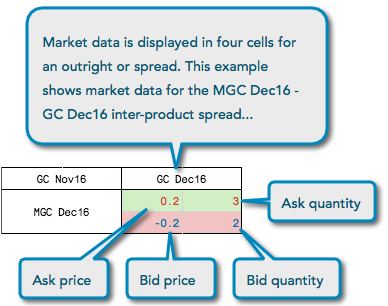 Market data is displayed in four cells for
an outright or spread. This example
shows market data for the MGC Dec16 -
GC Dec16 inter-product spread...
GC Nov16 GC Dec16
MGC Dec16
0.2 3
-0.2 2
Ask quantity
Ask price Bid price Bid quantity